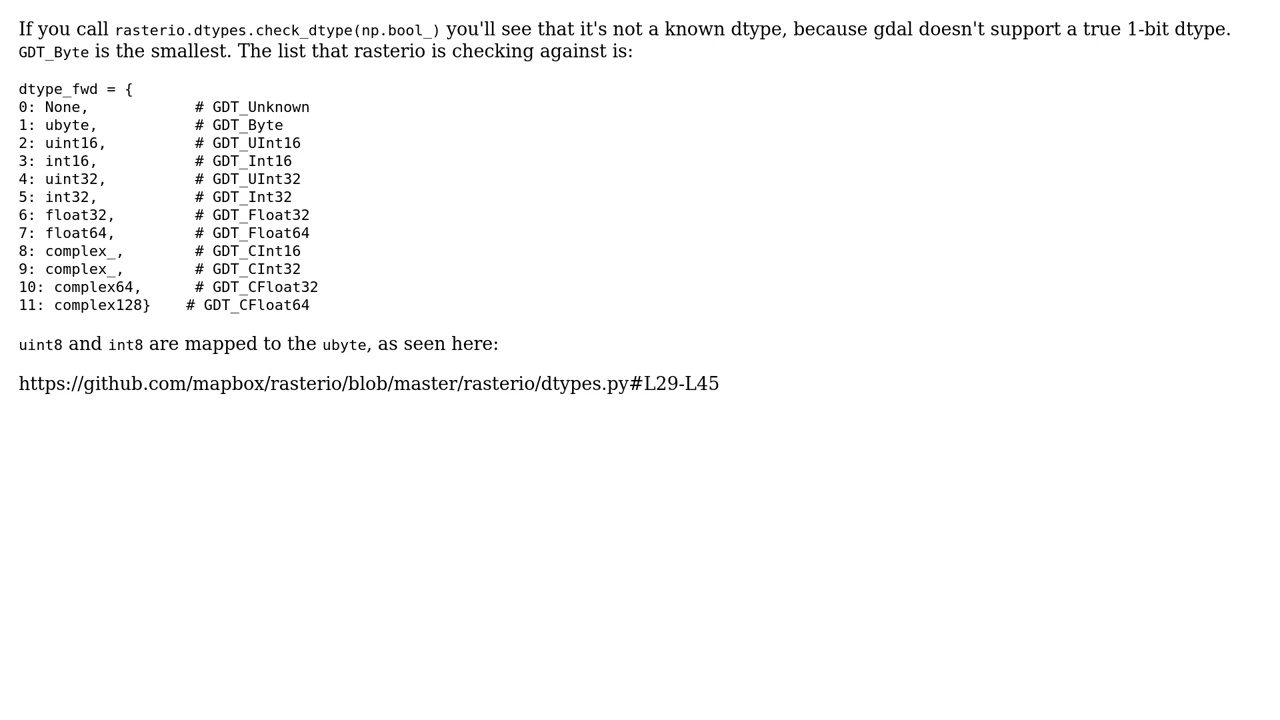 If you call rasterio.dtypes.check_dtype(np.bool_) you'll see that it's not a known dtype, because gdal doesn't support a true 1-bit dtype.
GDT_Byte is the smallest. The list that rasterio is checking against is:
dtype_fwd = {
0: None,            # GDT_Unknown
1: ubyte,           # GDT_Byte
2: uint16,          # GDT_UInt16
3: int16,           # GDT_Int16
4: uint32,          # GDT_UInt32
5: int32,           # GDT_Int32
6: float32,         # GDT_Float32
7: float64,         # GDT_Float64
8: complex_,        # GDT_CInt16
9: complex_,        # GDT_CInt32
10: complex64,      # GDT_CFloat32
11: complex128}    # GDT_CFloat64
uint8 and int8 are mapped to the ubyte, as seen here:
https://github.com/mapbox/rasterio/blob/master/rasterio/dtypes.py#L29-L45